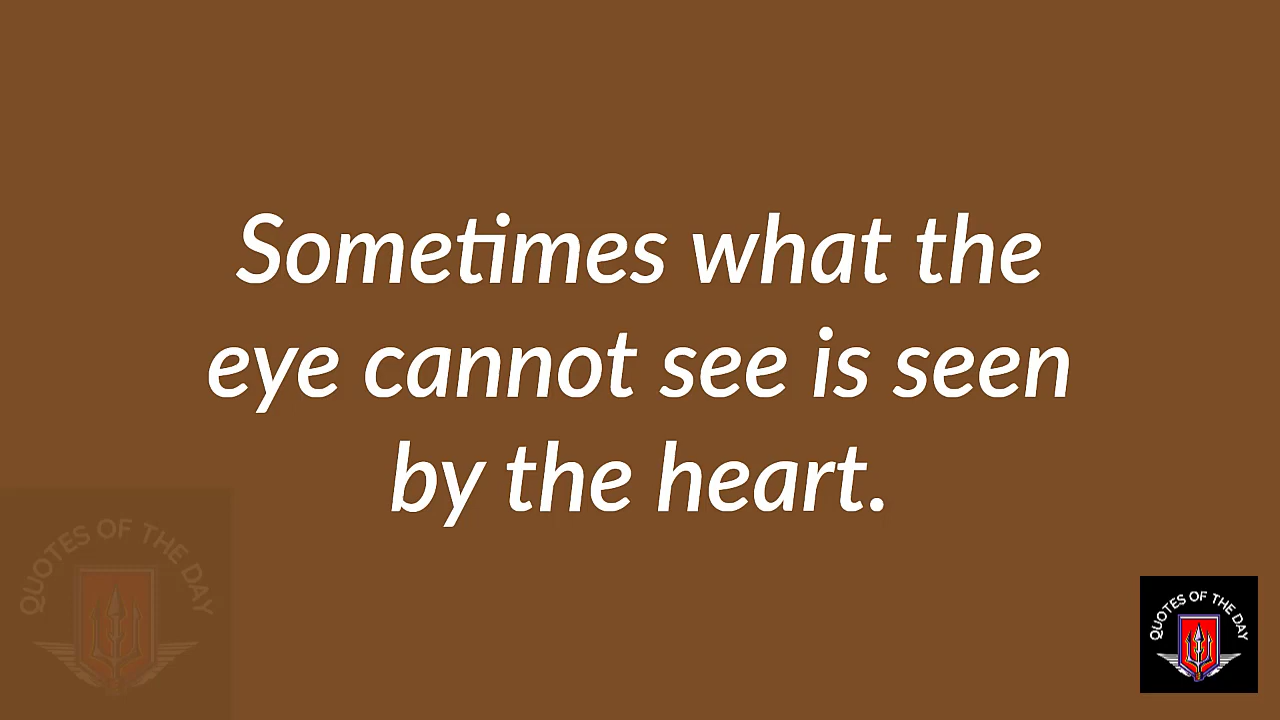 Sometimes what the
eye cannot see is seen
by the heart.
QUOTES OF THE DAY
QUOTES OF THE DAY